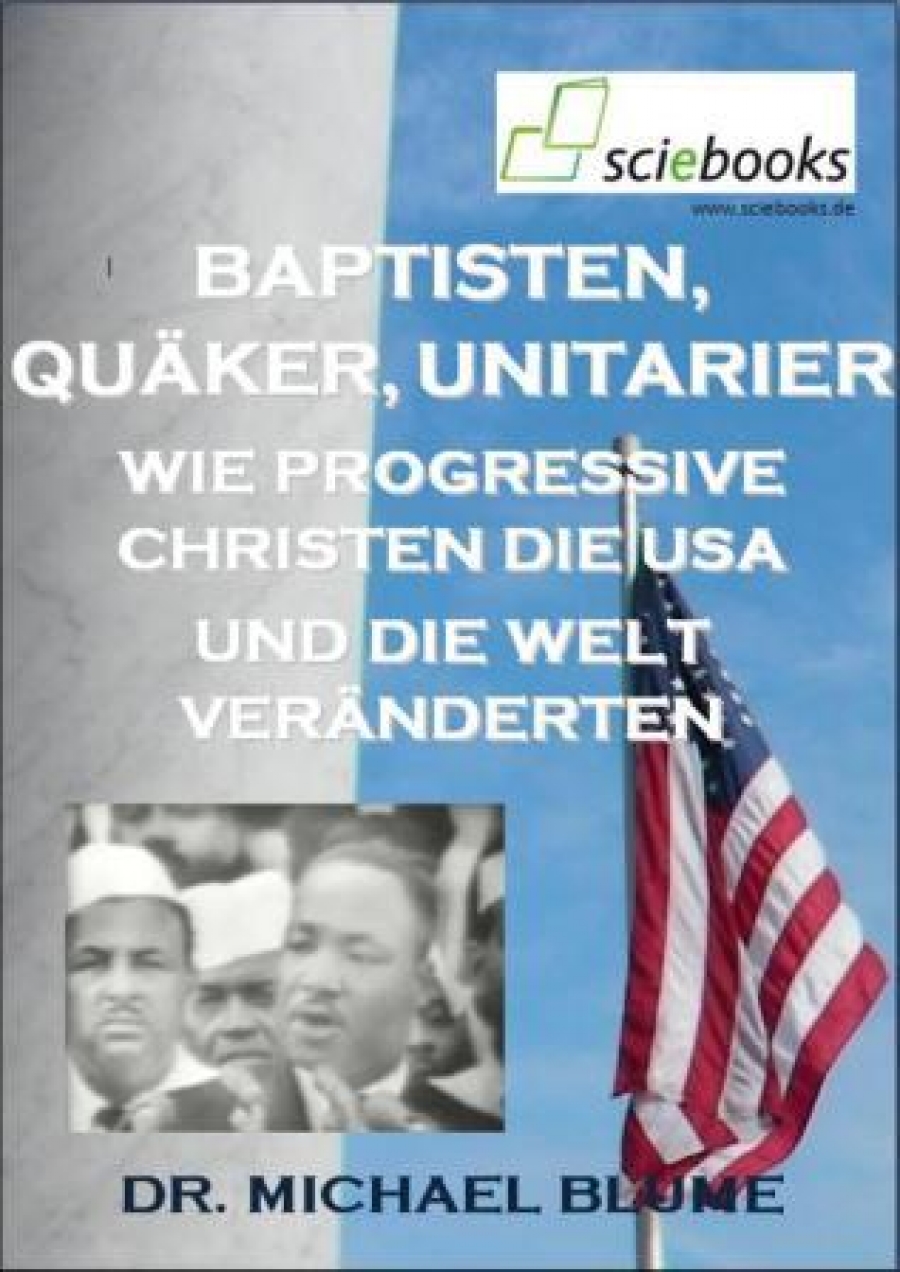 sciebooks
www.sciebooks.de
BAPTISTEN,
QUÄKER, UNITARIER
WIE PROGRESSIVE
CHRISTEN DIE USA
UND DIE WELT
VERÄNDERTEN
DR. MICHAEL BLUME